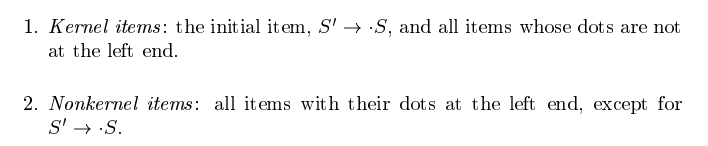 1. Kernel items: the initial item, S′ → ·S, and all items whose dots are not
at the left end.
2. Nonkernel items: all items with their dots at the left end, except for
S′ → ·S.